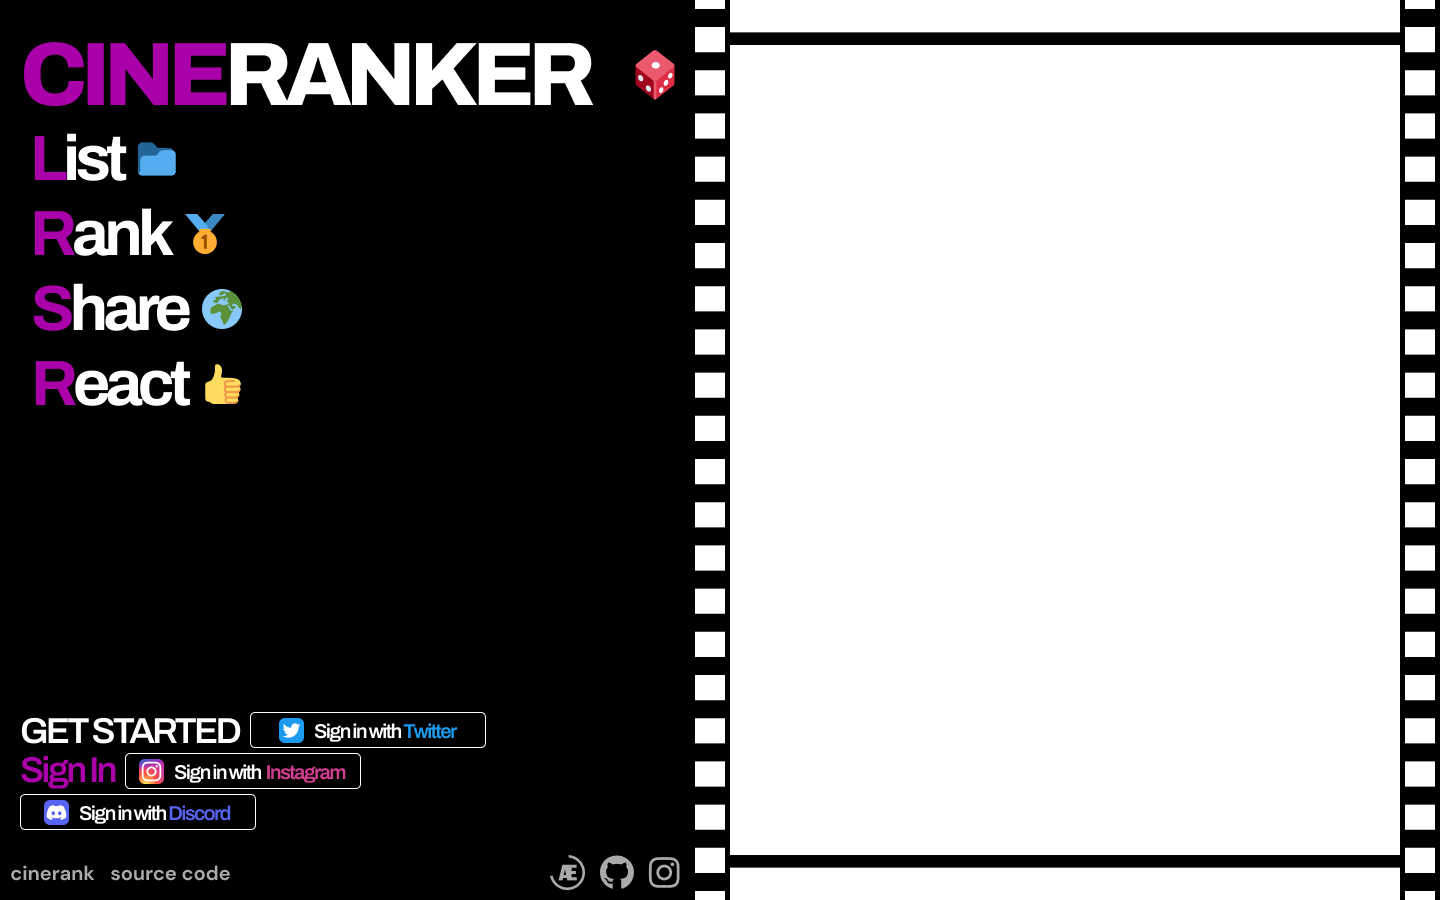 CINERANKER
List
Rank
Share
React
GET STARTED
Sign in with Twitter
Sign In
Sign in with Instagram
Sign in with Discord
cinerank source code
Æ